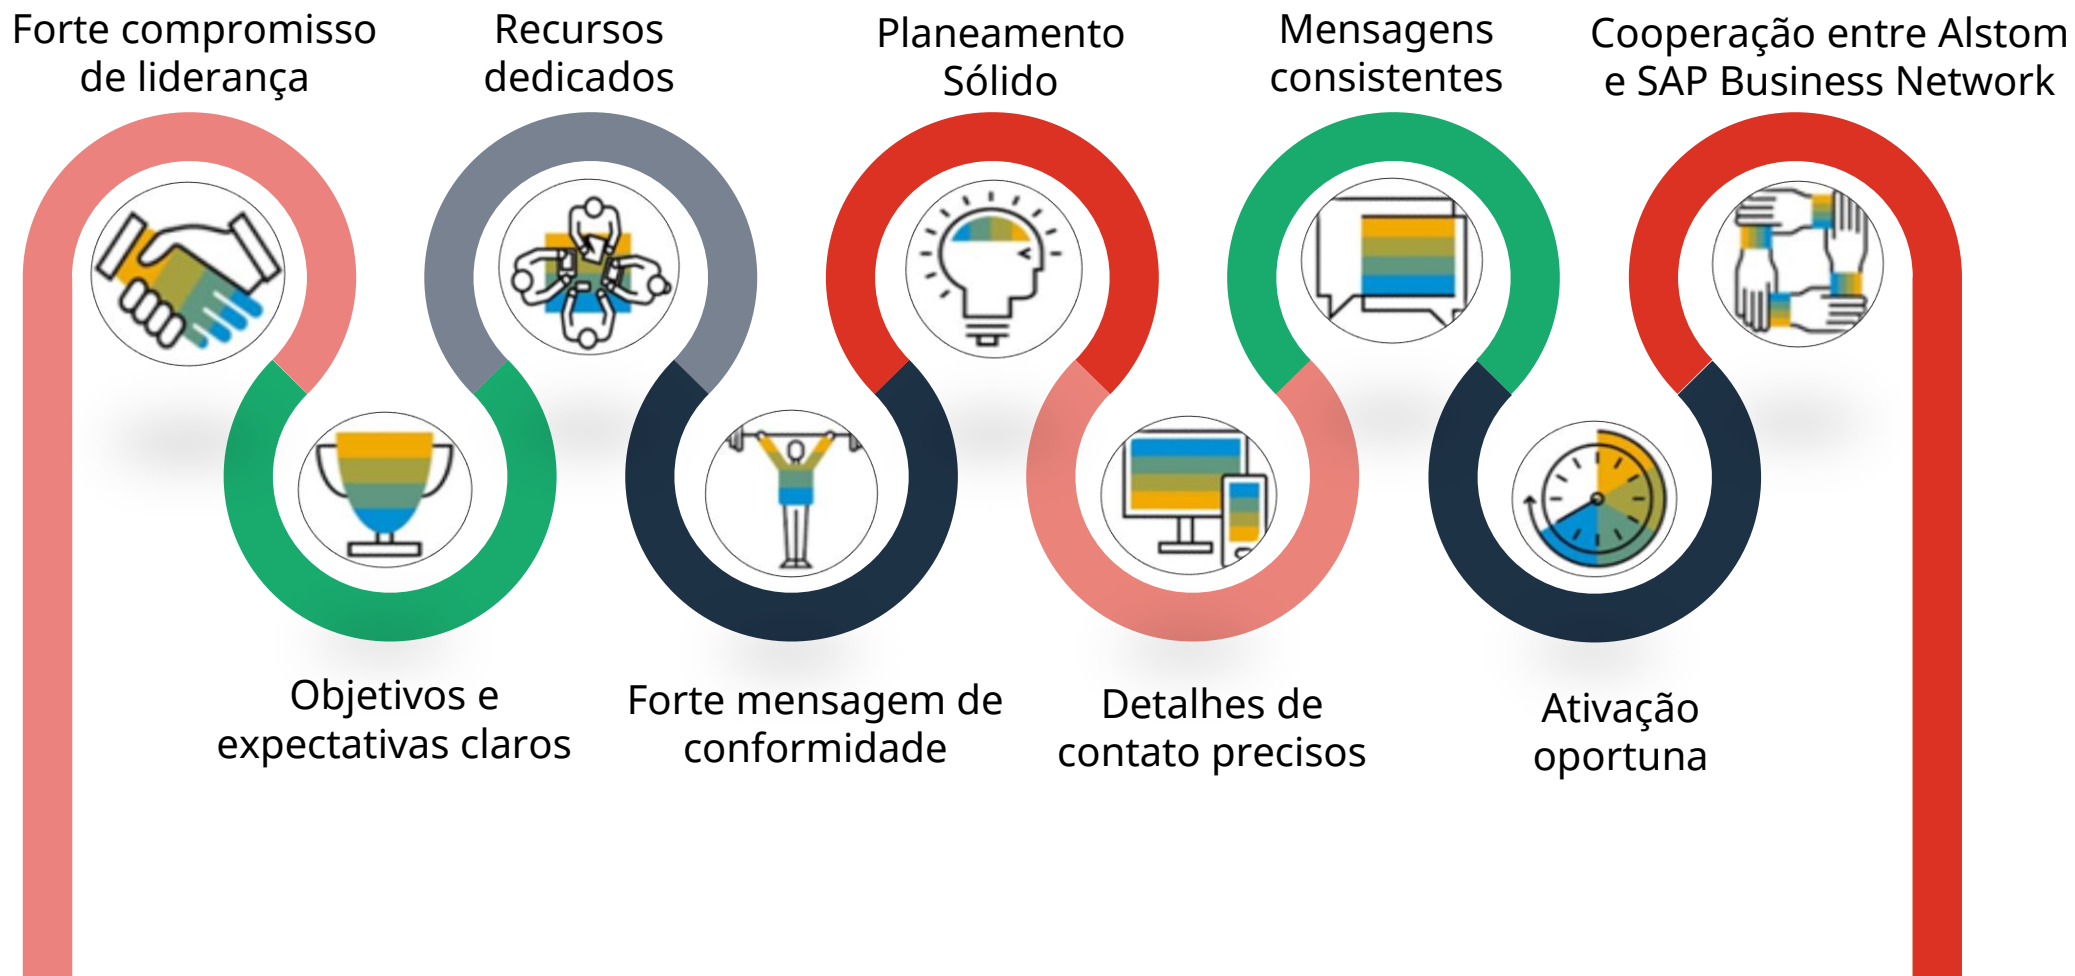 Forte compromisso
de liderança
Recursos
dedicados
Planeamento
Sólido
Mensagens
consistentes
Cooperação entre Alstom
e SAP Business Network
Objetivos e
expectativas claros
Forte mensagem de
conformidade
Detalhes de
contato precisos
Ativação
oportuna